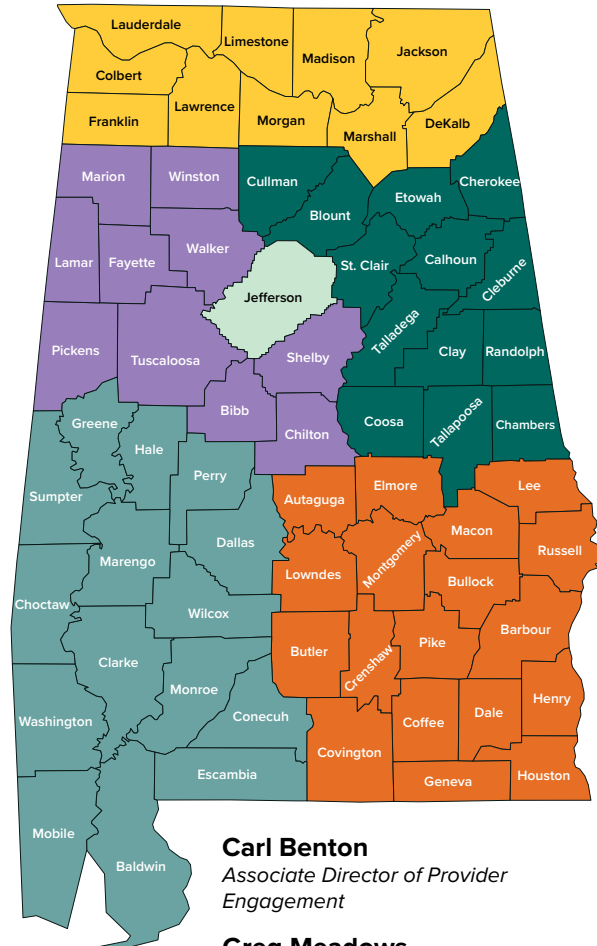 Lauderdale
Limestone
Madison
Jackson
Colbert
Franklin
Lawrence
Morgan
Marshall
DeKalb
Marion
Winston
Cullman
Blount
Etowah
Cherokee
Lamar
Fayette
Walker
Jefferson
St. Clair
Calhoun
Cleburne
Pickens
Tuscaloosa
Shelby
Talladega
Clay
Randolph
Bibb
Chilton
Coosa
Tallapoosa
Chambers
Greene
Hale
Perry
Sumpter
Autaguga
Elmore
Lee
Marengo
Dallas
Lowndes
Montgomery
Macon
Russell
Bullock
Choctaw
Wilcox
Clarke
Butler
Crenshaw
Pike
Barbour
Washington
Monroe
Conecuh
Covington
Coffee
Dale
Henry
Escambia
Geneva
Houston
Mobile
Baldwin
Carl Benton
Associate Director of Provider
Engagement
Greg Meadows